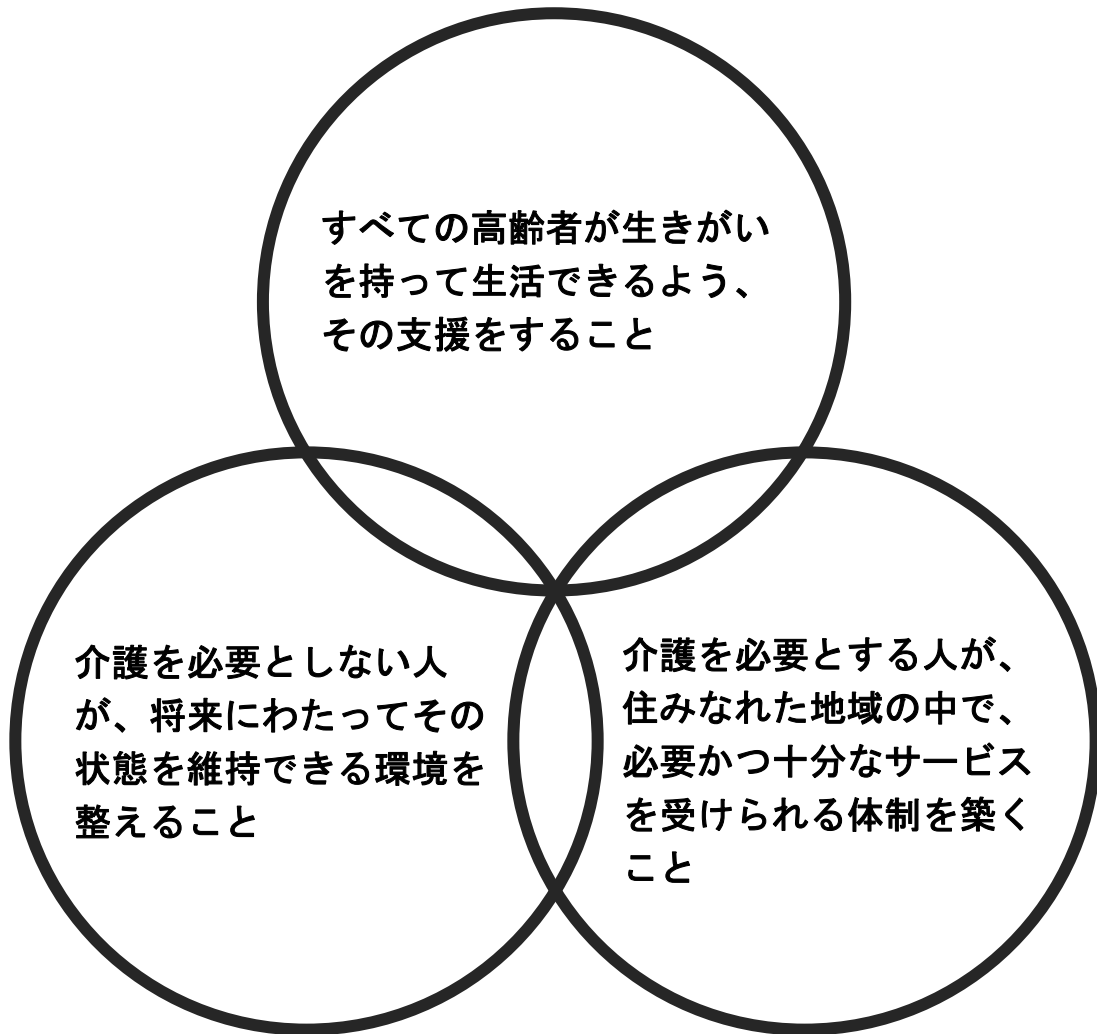 すべての高齢者が生きがい
を持って生活できるよう、
その支援をすること
介護を必要としない人
が、将来にわたってその
状態を維持できる環境を
整えること
介護を必要とする人が、
住みなれた地域の中で、
必要かつ十分なサービス
を受けられる体制を築く
こと